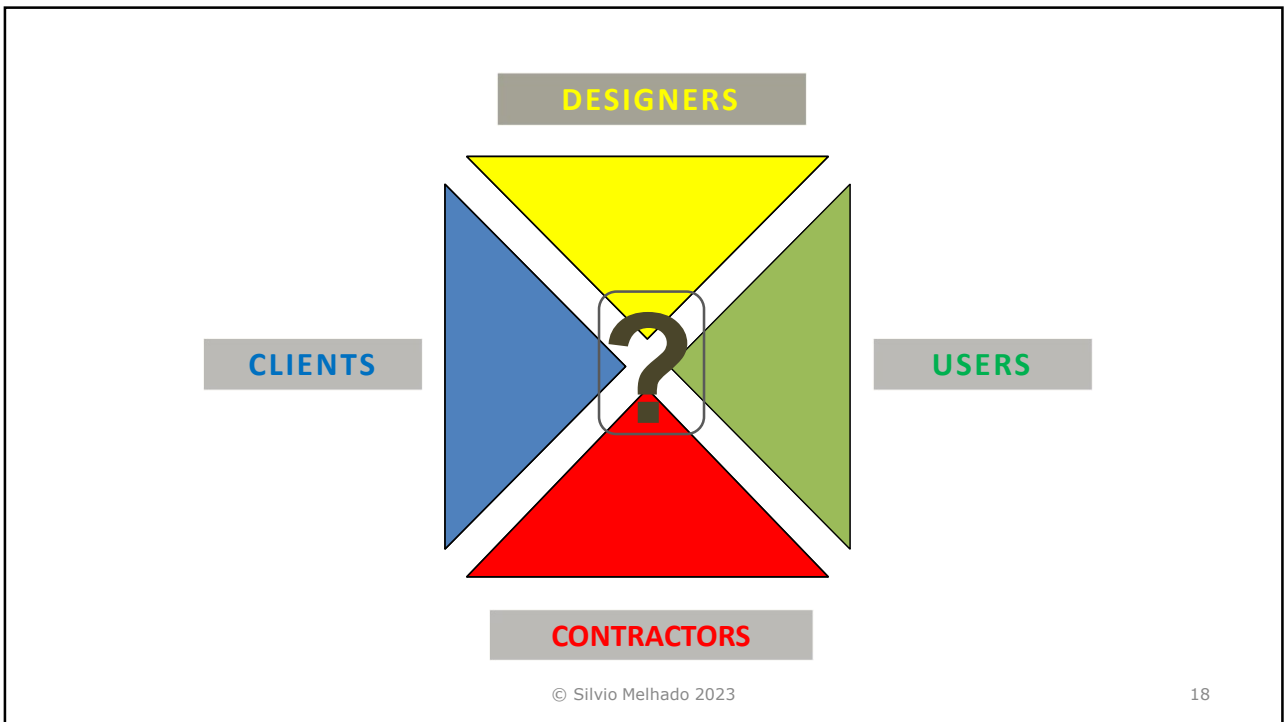 DESIGNERS
?
CLIENTS
USERS
CONTRACTORS
© Silvio Melhado 2023
18